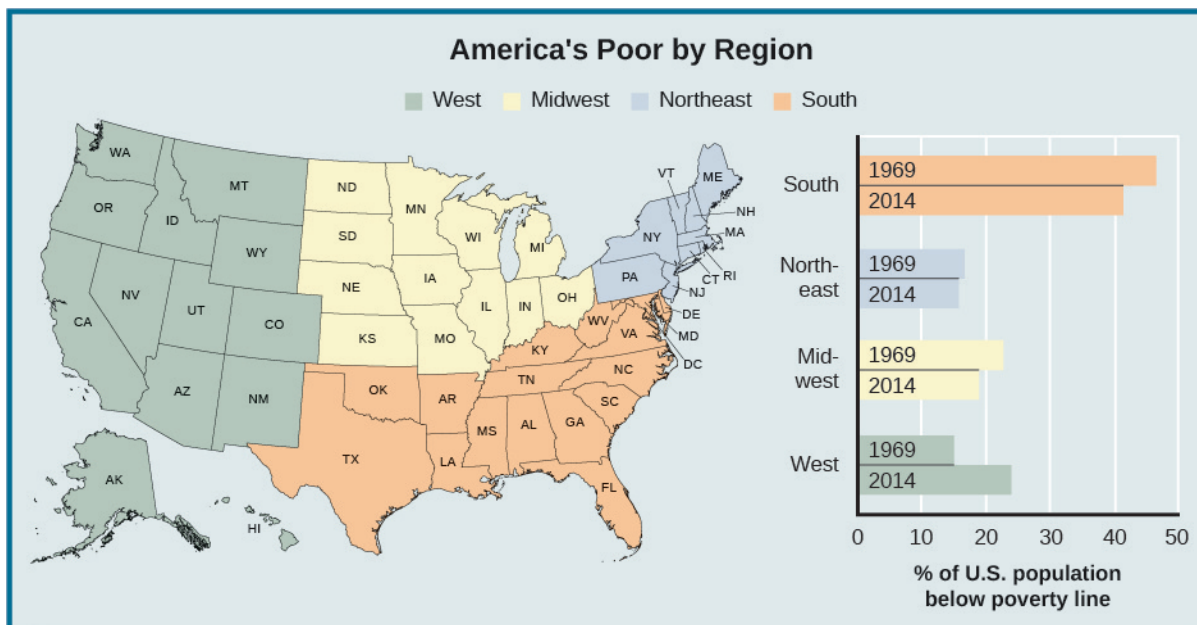 America's Poor by Region
West Midwest Northeast South
WA
MT
OR
ID
WY
NV
UT
CO
CA
AZ
NM
AK
HI
ND
MN
SD
WI
MI
NE
IA
IL
IN
OH
KS
MO
VT
ME
NH
NY
MA
PA
CT
RI
NJ
DE
WV
MD
VA
DC
KY
NC
TN
OK
AR
SC
MS
AL
GA
TX
LA
FL
South
1969
2014
North-
east
1969
2014
Mid-
west
1969
2014
West
1969
2014
0 10 20 30 40 50
% of U.S. population
below poverty line